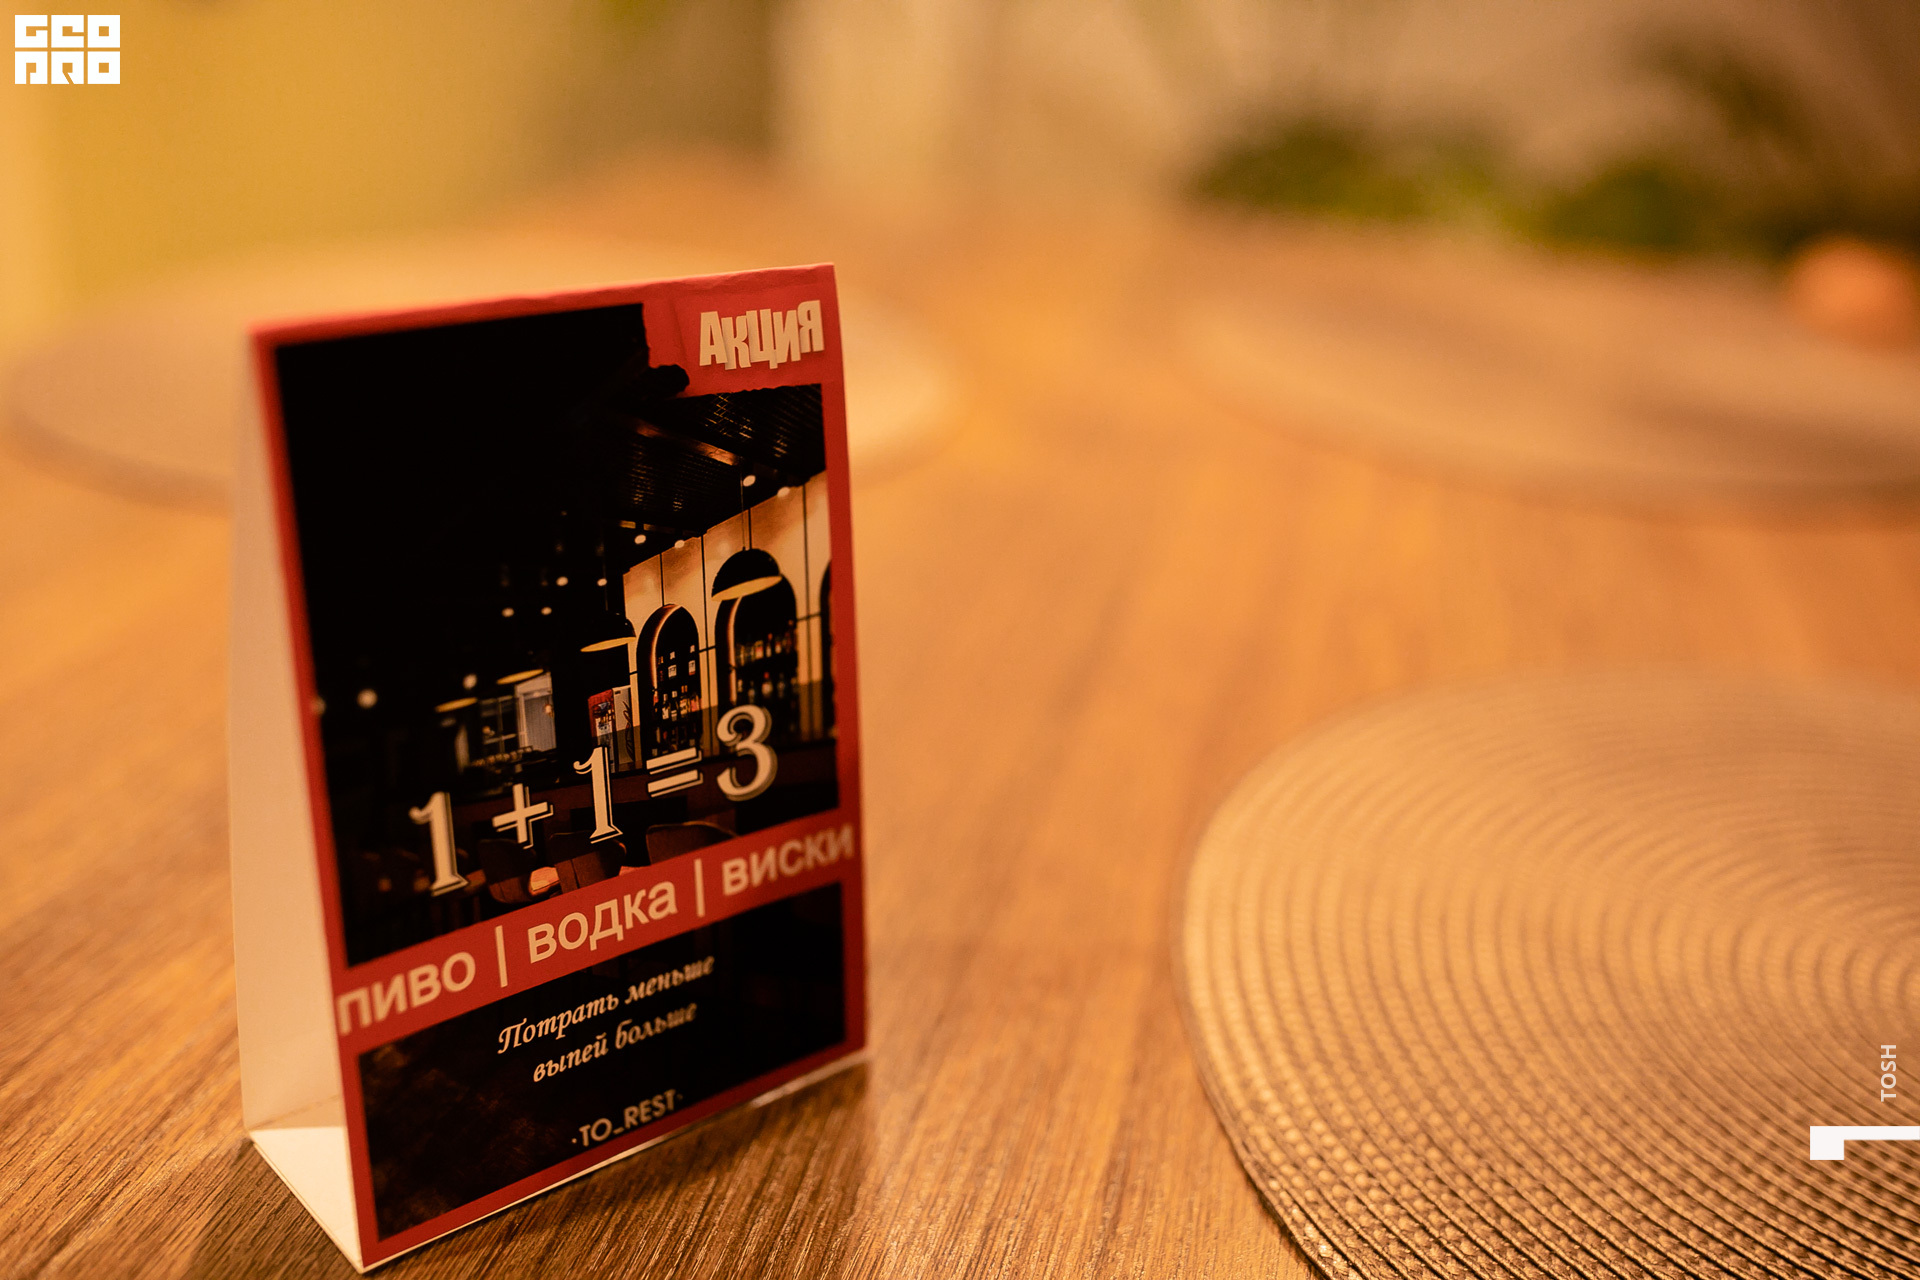 GEO
PRO
АКЦИЯ
1+1=3
ПИВО | ВОДКА | ВИСКИ
Потрать меньше
выпей больше
·TO_REST·
TOSH